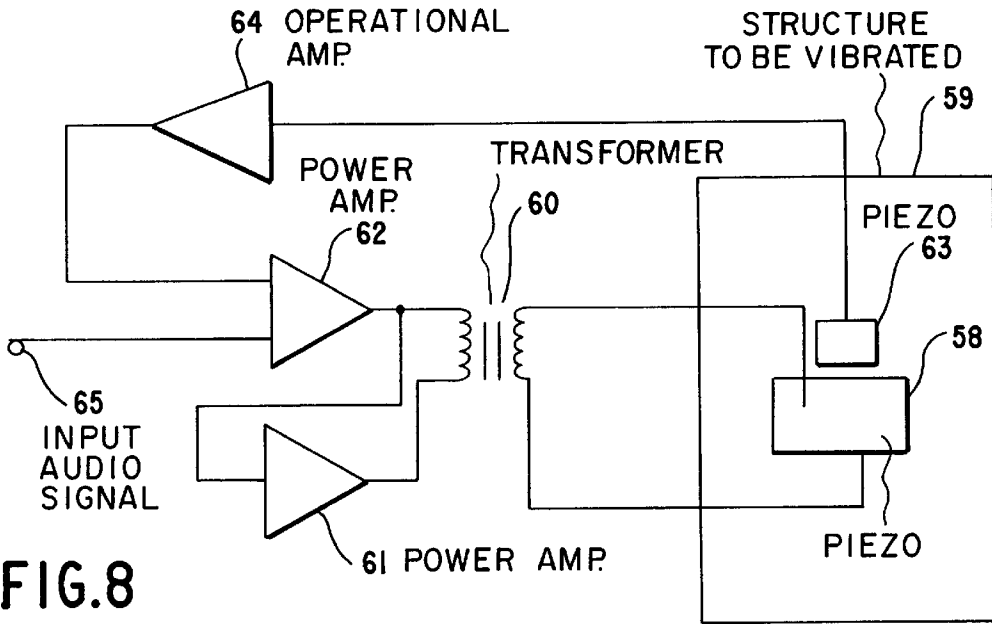 64 OPERATIONAL
AMP.
STRUCTURE
TO BE VIBRATED
59
POWER
AMP.
62
TRANSFORMER
60
PIEZO
63
58
65
INPUT
AUDIO
SIGNAL
61 POWER AMP.
PIEZO
FIG.8